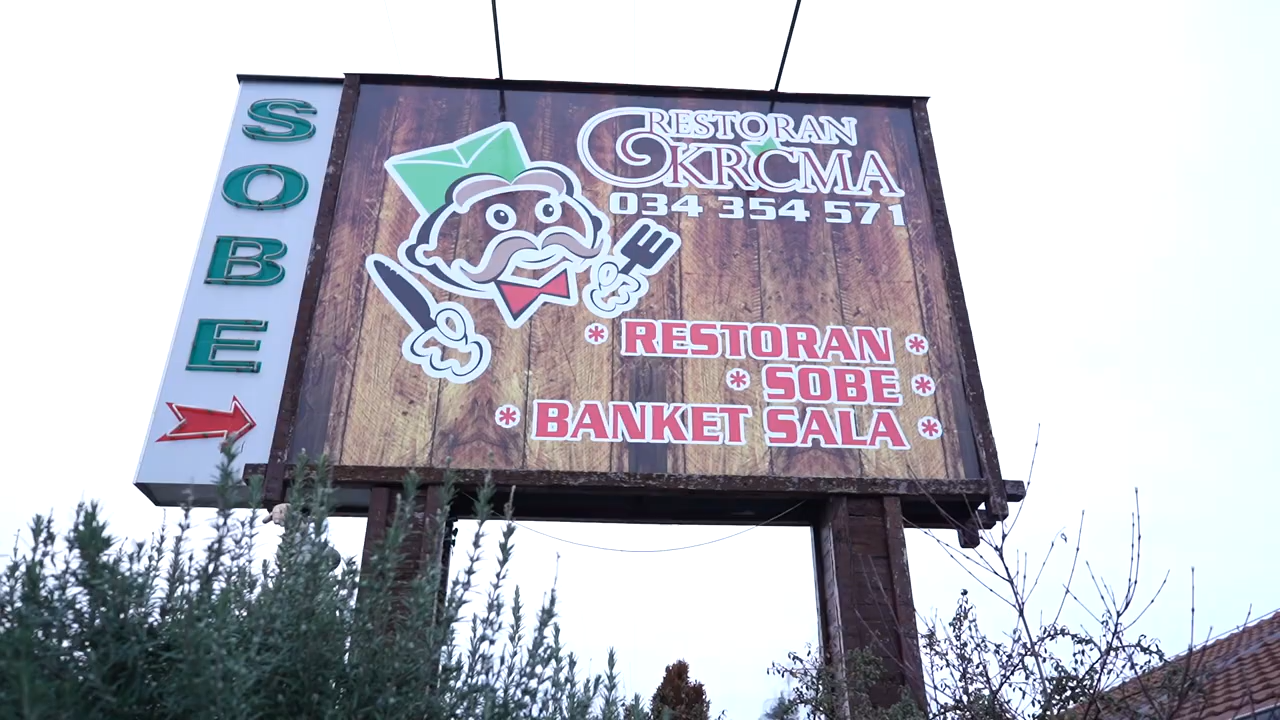 SOBE
RESTORAN
KRCMA
034 354 571
* RESTORAN *
* SOBE *
* BANKET SALA *